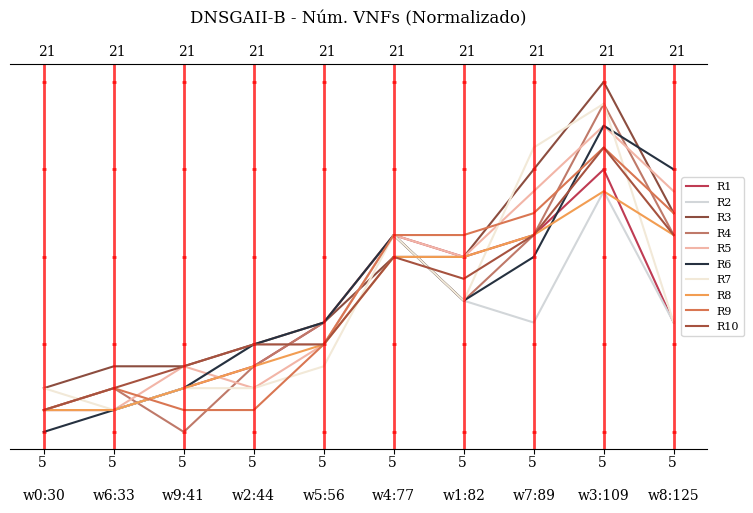 DNSGAII-B - Núm. VNFs (Normalizado)
21 21 21 21 21 21 21 21 21 21
R1
R2
R3
R4
R5
R6
R7
R8
R9
R10
5 5 5 5 5 5 5 5 5 5
w0:30 w6:33 w9:41 w2:44 w5:56 w4:77 w1:82 w7:89 w3:109 w8:125